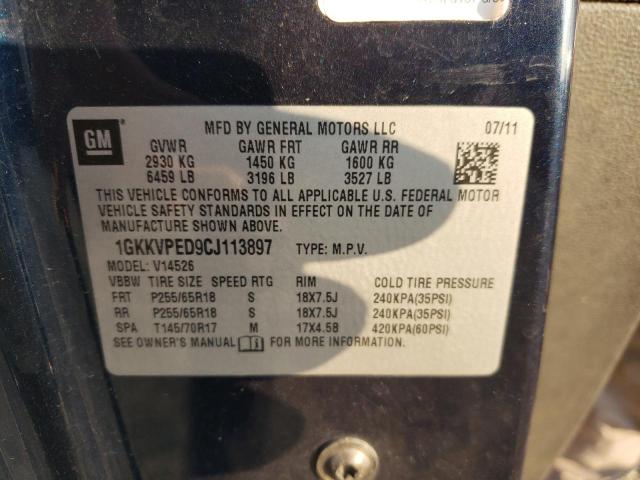 GM
MFD BY GENERAL MOTORS LLC 07/11
GVWR GAWR FRT GAWR RR
2930 KG 1450 KG 1600 KG
6459 LB 3196 LB 3527 LB
THIS VEHICLE CONFORMS TO ALL APPLICABLE U.S. FEDERAL MOTOR
VEHICLE SAFETY STANDARDS IN EFFECT ON THE DATE OF
MANUFACTURE SHOWN ABOVE.
1GKKVPED9CJ113897 TYPE: M.P.V.
MODEL: V14526
VBBW TIRE SIZE SPEED RTG RIM COLD TIRE PRESSURE
FRT P255/65R18 S 18X7.5J 240KPA(35PSI)
RR P255/65R18 S 18X7.5J 240KPA(35PSI)
SPA T145/70R17 M 17X4.5B 420KPA(60PSI)
SEE OWNER'S MANUAL FOR MORE INFORMATION.